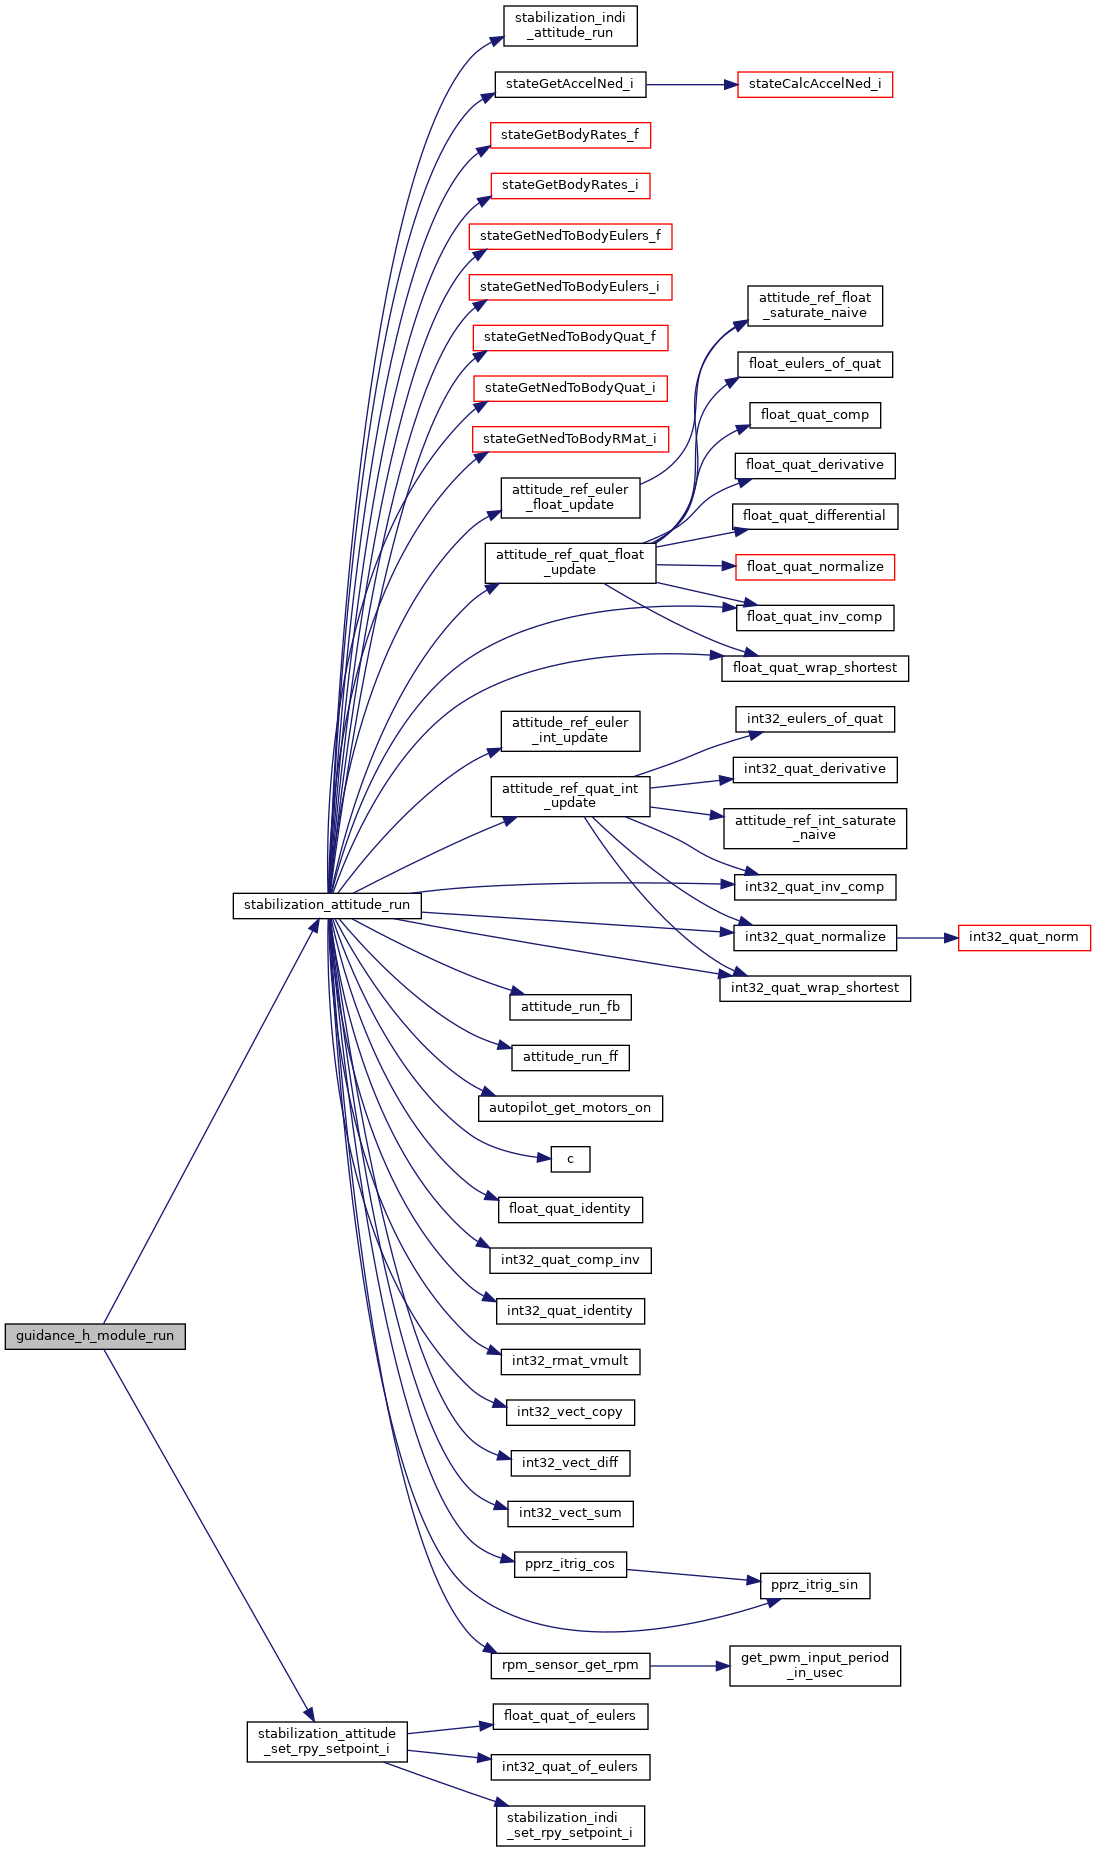 stabilization_indi
_attitude_run
stateGetAccelNed_i
stateCalcAccelNed_i
stateGetBodyRates_f
stateGetBodyRates_i
stateGetNedToBodyEulers_f
stateGetNedToBodyEulers_i
attitude_ref_float
_saturate_naive
stateGetNedToBodyQuat_f
float_eulers_of_quat
stateGetNedToBodyQuat_i
float_quat_comp
stateGetNedToBodyRMat_i
float_quat_derivative
attitude_ref_euler
_float_update
float_quat_differential
attitude_ref_quat_float
_update
float_quat_normalize
float_quat_inv_comp
float_quat_wrap_shortest
attitude_ref_euler
_int_update
int32_eulers_of_quat
int32_quat_derivative
attitude_ref_quat_int
_update
attitude_ref_int_saturate
_naive
int32_quat_inv_comp
stabilization_attitude_run
int32_quat_normalize
int32_quat_norm
int32_quat_wrap_shortest
attitude_run_fb
attitude_run_ff
autopilot_get_motors_on
c
float_quat_identity
int32_quat_comp_inv
int32_quat_identity
guidance_h_module_run
int32_rmat_vmult
int32_vect_copy
int32_vect_diff
int32_vect_sum
pprz_itrig_cos
pprz_itrig_sin
rpm_sensor_get_rpm
get_pwm_input_period
_in_usec
float_quat_of_eulers
stabilization_attitude
_set_rpy_setpoint_i
int32_quat_of_eulers
stabilization_indi
_set_rpy_setpoint_i